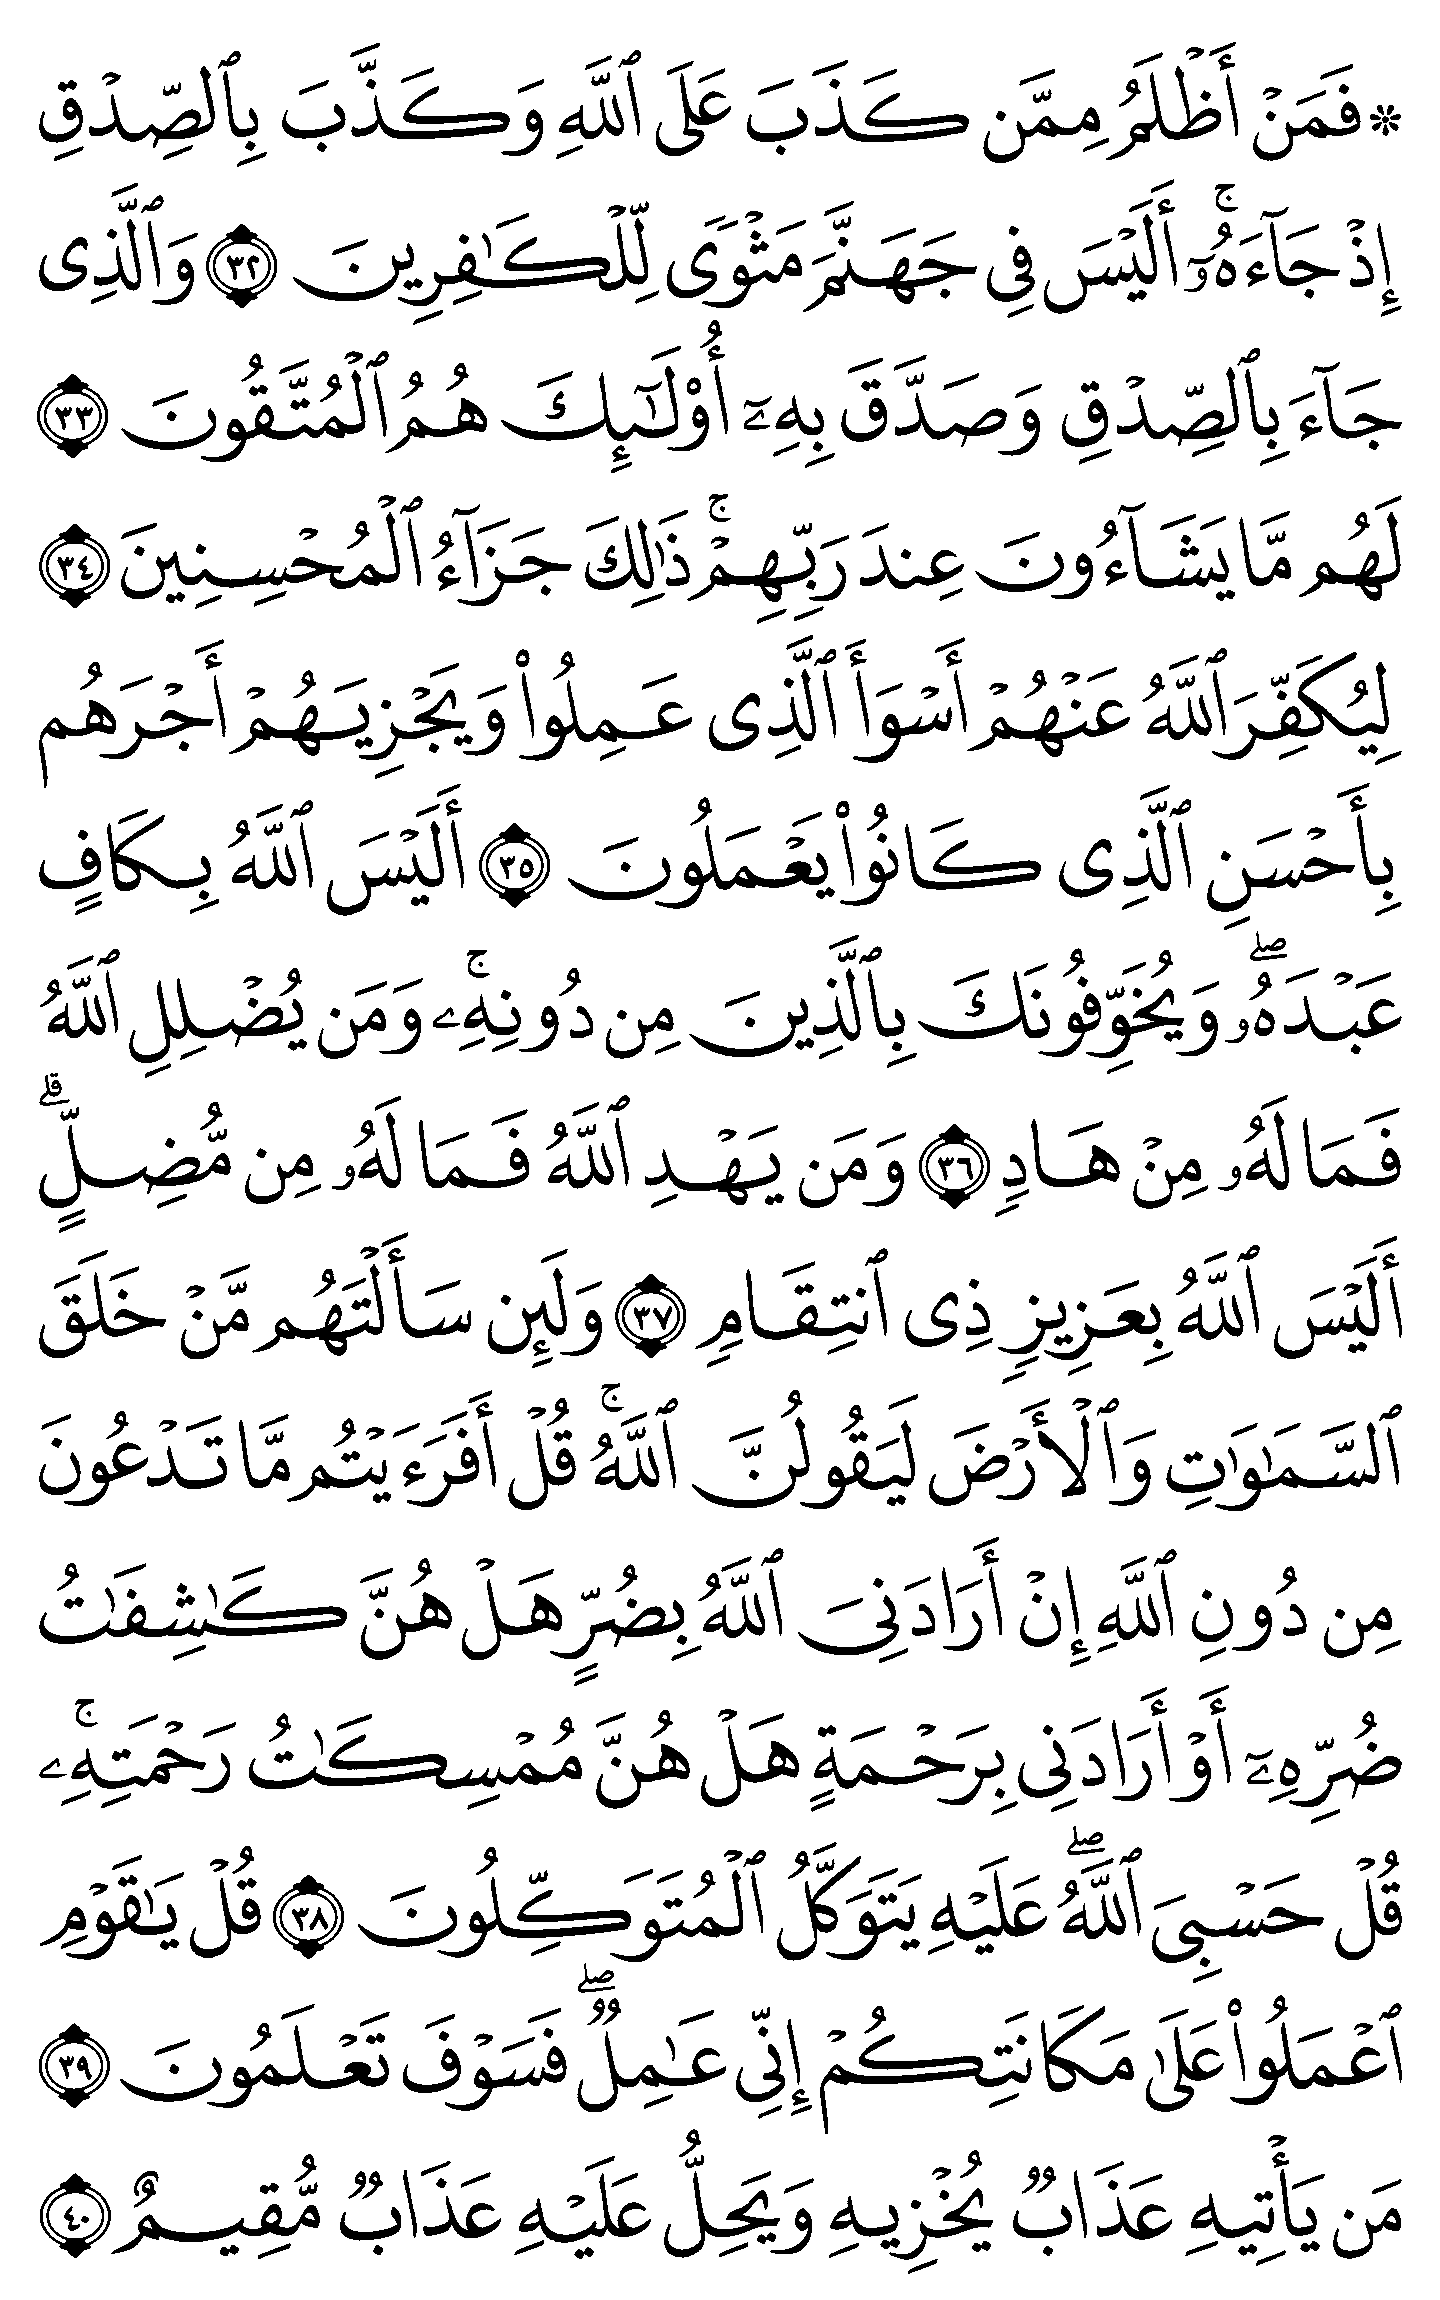 ۞ فَمَنۡ أَظۡلَمُ مِمَّن كَذَبَ عَلَى ٱللَّهِ وَكَذَّبَ بِٱلصِّدۡقِ
إِذۡ جَآءَهُۥٓۚ أَلَيۡسَ فِي جَهَنَّمَ مَثۡوٗى لِّلۡكَٰفِرِينَ ٣٢ وَٱلَّذِي
جَآءَ بِٱلصِّدۡقِ وَصَدَّقَ بِهِۦٓ أُوْلَٰٓئِكَ هُمُ ٱلۡمُتَّقُونَ ٣٣
لَهُم مَّا يَشَآءُونَ عِندَ رَبِّهِمۡۚ ذَٰلِكَ جَزَآءُ ٱلۡمُحۡسِنِينَ ٣٤
لِيُكَفِّرَ ٱللَّهُ عَنۡهُمۡ أَسۡوَأَ ٱلَّذِي عَمِلُواْ وَيَجۡزِيَهُمۡ أَجۡرَهُم
بِأَحۡسَنِ ٱلَّذِي كَانُواْ يَعۡمَلُونَ ٣٥ أَلَيۡسَ ٱللَّهُ بِكَافٍ
عَبۡدَهُۥۖ وَيُخَوِّفُونَكَ بِٱلَّذِينَ مِن دُونِهِۦۚ وَمَن يُضۡلِلِ ٱللَّهُ
فَمَا لَهُۥ مِنۡ هَادٖ ٣٦ وَمَن يَهۡدِ ٱللَّهُ فَمَا لَهُۥ مِن مُّضِلٍّۗ
أَلَيۡسَ ٱللَّهُ بِعَزِيزٖ ذِي ٱنتِقَامٖ ٣٧ وَلَئِن سَأَلۡتَهُم مَّنۡ خَلَقَ
ٱلسَّمَٰوَٰتِ وَٱلۡأَرۡضَ لَيَقُولُنَّ ٱللَّهُۚ قُلۡ أَفَرَءَيۡتُم مَّا تَدۡعُونَ
مِن دُونِ ٱللَّهِ إِنۡ أَرَادَنِيَ ٱللَّهُ بِضُرٍّ هَلۡ هُنَّ كَٰشِفَٰتُ
ضُرِّهِۦٓ أَوۡ أَرَادَنِي بِرَحۡمَةٍ هَلۡ هُنَّ مُمۡسِكَٰتُ رَحۡمَتِهِۦۚ
قُلۡ حَسۡبِيَ ٱللَّهُۖ عَلَيۡهِ يَتَوَكَّلُ ٱلۡمُتَوَكِّلُونَ ٣٨ قُلۡ يَٰقَوۡمِ
ٱعۡمَلُواْ عَلَىٰ مَكَانَتِكُمۡ إِنِّي عَٰمِلٞۖ فَسَوۡفَ تَعۡلَمُونَ ٣٩
مَن يَأۡتِيهِ عَذَابٞ يُخۡزِيهِ وَيَحِلُّ عَلَيۡهِ عَذَابٞ مُّقِيمٌ ٤٠